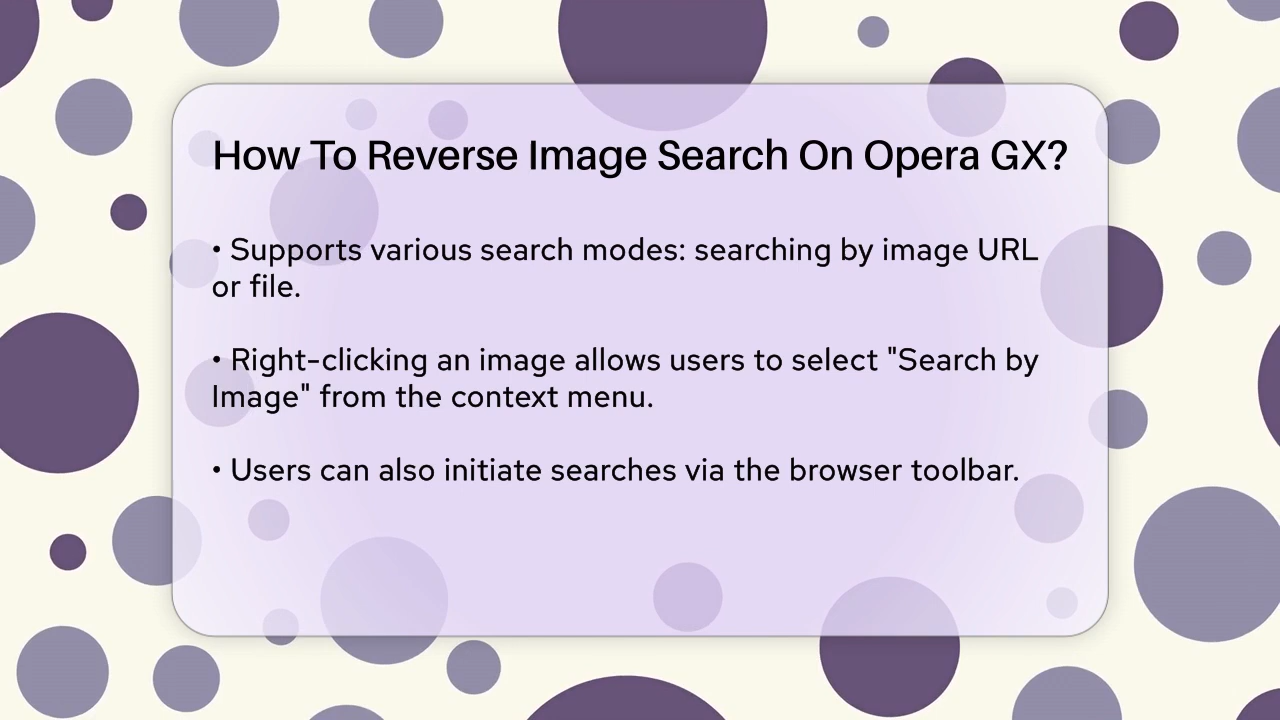 How To Reverse Image Search On Opera GX?
• Supports various search modes: searching by image URL
or file.
• Right-clicking an image allows users to select "Search by
Image" from the context menu.
• Users can also initiate searches via the browser toolbar.